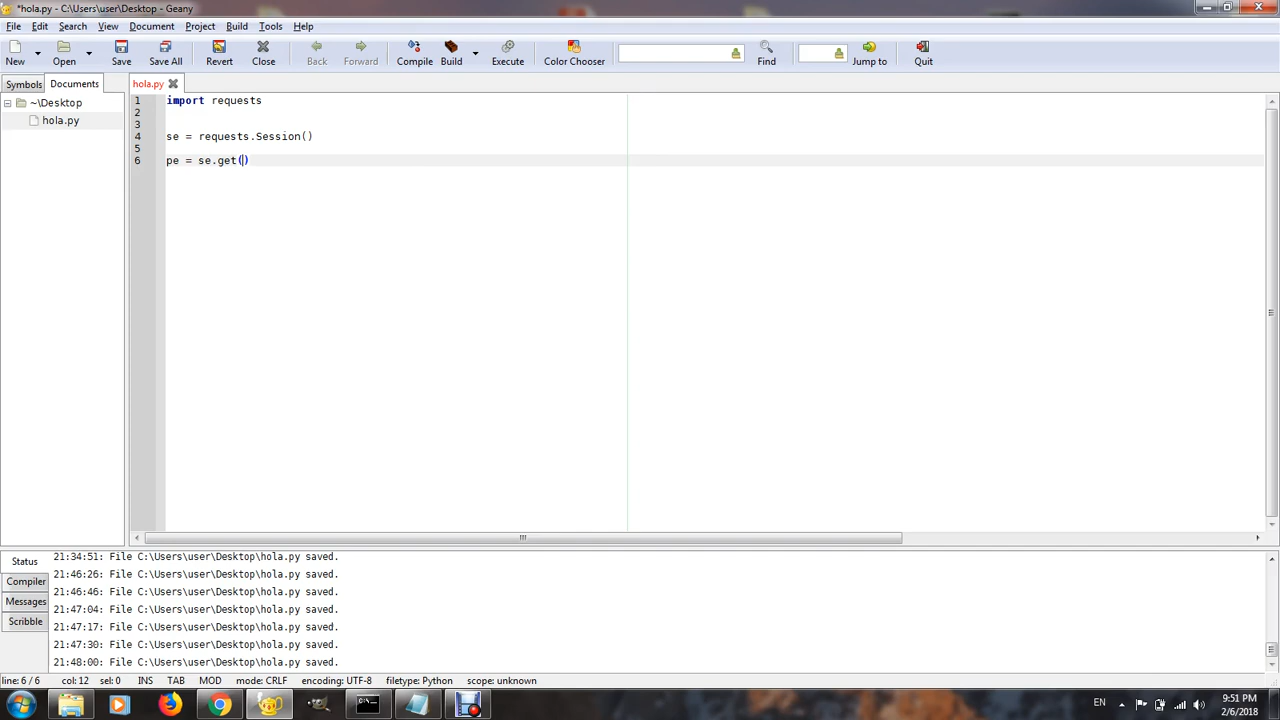 *hola.py - C:\Users\user\Desktop - Geany
File Edit Search View Document Project Build Tools Help
New Open Save Save All Revert Close Back Forward Compile Build Execute Color Chooser Find Jump to Quit
Symbols Documents hola.py
~\Desktop
hola.py
1 import requests
2
3
4 se = requests.Session()
5
6 pe = se.get()
Status
Compiler
Messages
Scribble
21:34:51: File C:\Users\user\Desktop\hola.py saved.
21:46:26: File C:\Users\user\Desktop\hola.py saved.
21:46:46: File C:\Users\user\Desktop\hola.py saved.
21:47:04: File C:\Users\user\Desktop\hola.py saved.
21:47:17: File C:\Users\user\Desktop\hola.py saved.
21:47:30: File C:\Users\user\Desktop\hola.py saved.
21:48:00: File C:\Users\user\Desktop\hola.py saved.
line: 6 / 6 col: 12 sel: 0 INS TAB MOD mode: CRLF encoding: UTF-8 filetype: Python scope: unknown
EN 9:51 PM
2/6/2018